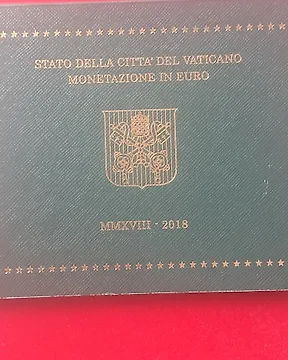 STATO DELLA CITTA' DEL VATICANO
MONETAZIONE IN EURO
MMXVIII - 2018